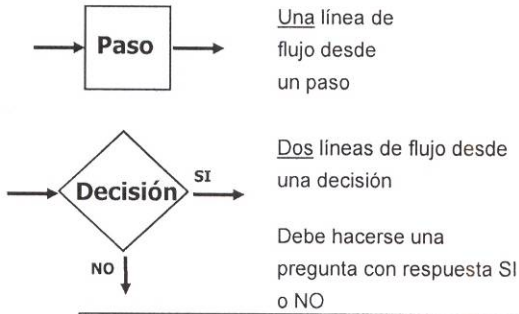 Paso
Una línea de
flujo desde
un paso
Decisión
SI
NO
Dos líneas de flujo desde
una decisión
Debe hacerse una
pregunta con respuesta SI
o NO